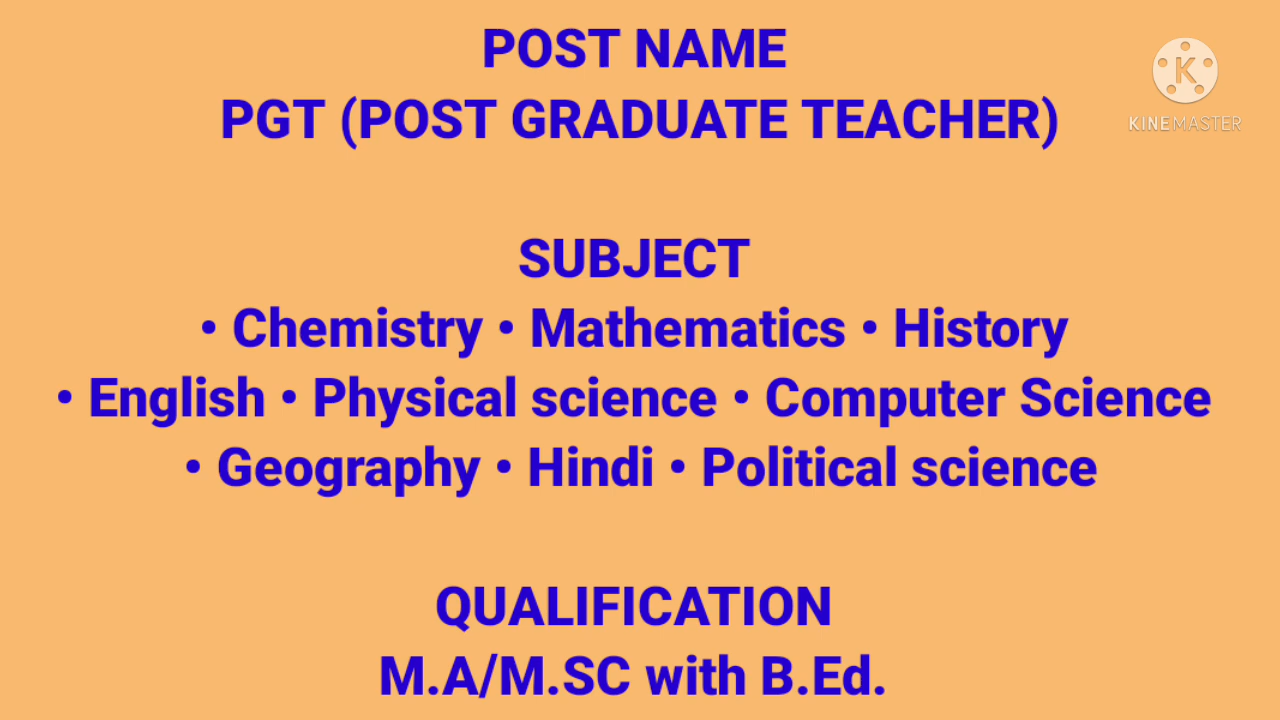 POST NAME
PGT (POST GRADUATE TEACHER)
K
KINEMASTER
SUBJECT
• Chemistry • Mathematics • History
• English • Physical science • Computer Science
• Geography • Hindi • Political science
QUALIFICATION
M.A/M.SC with B.Ed.